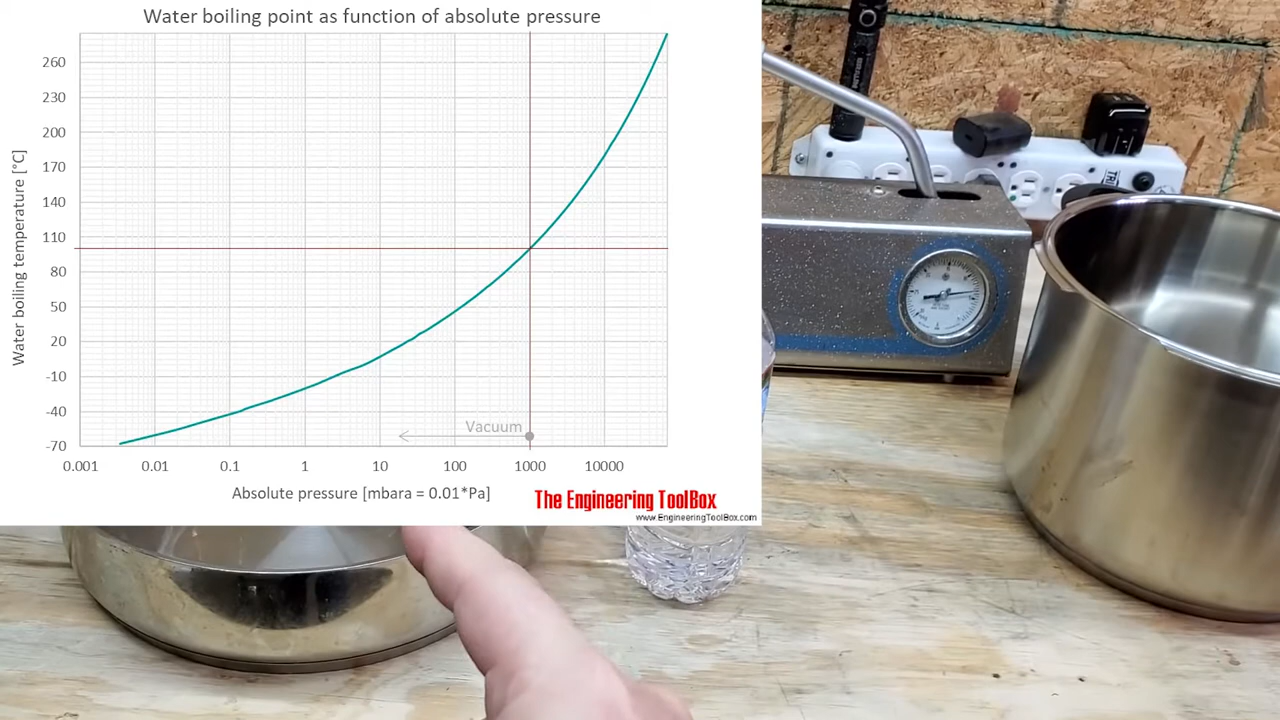 Water boiling point as function of absolute pressure
260
230
200
170
140
110
80
50
20
-10
-40
-70
Water boiling temperature [°C]
Vacuum
0.001 0.01 0.1 1 10 100 1000 10000
Absolute pressure [mbara = 0.01*Pa]
The Engineering ToolBox
www.EngineeringToolBox.com